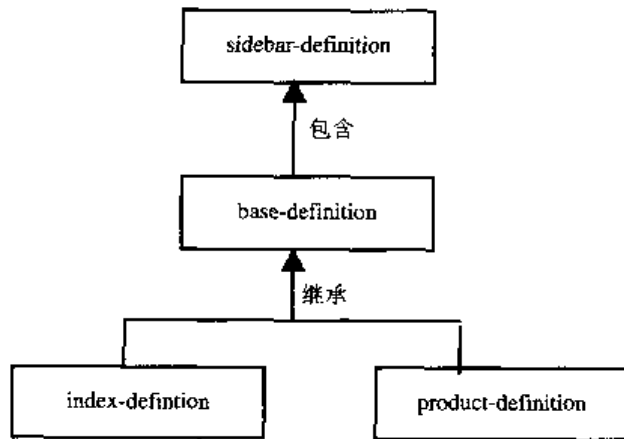 sidebar-definition
包含
base-definition
继承
index-defintion
product-definition